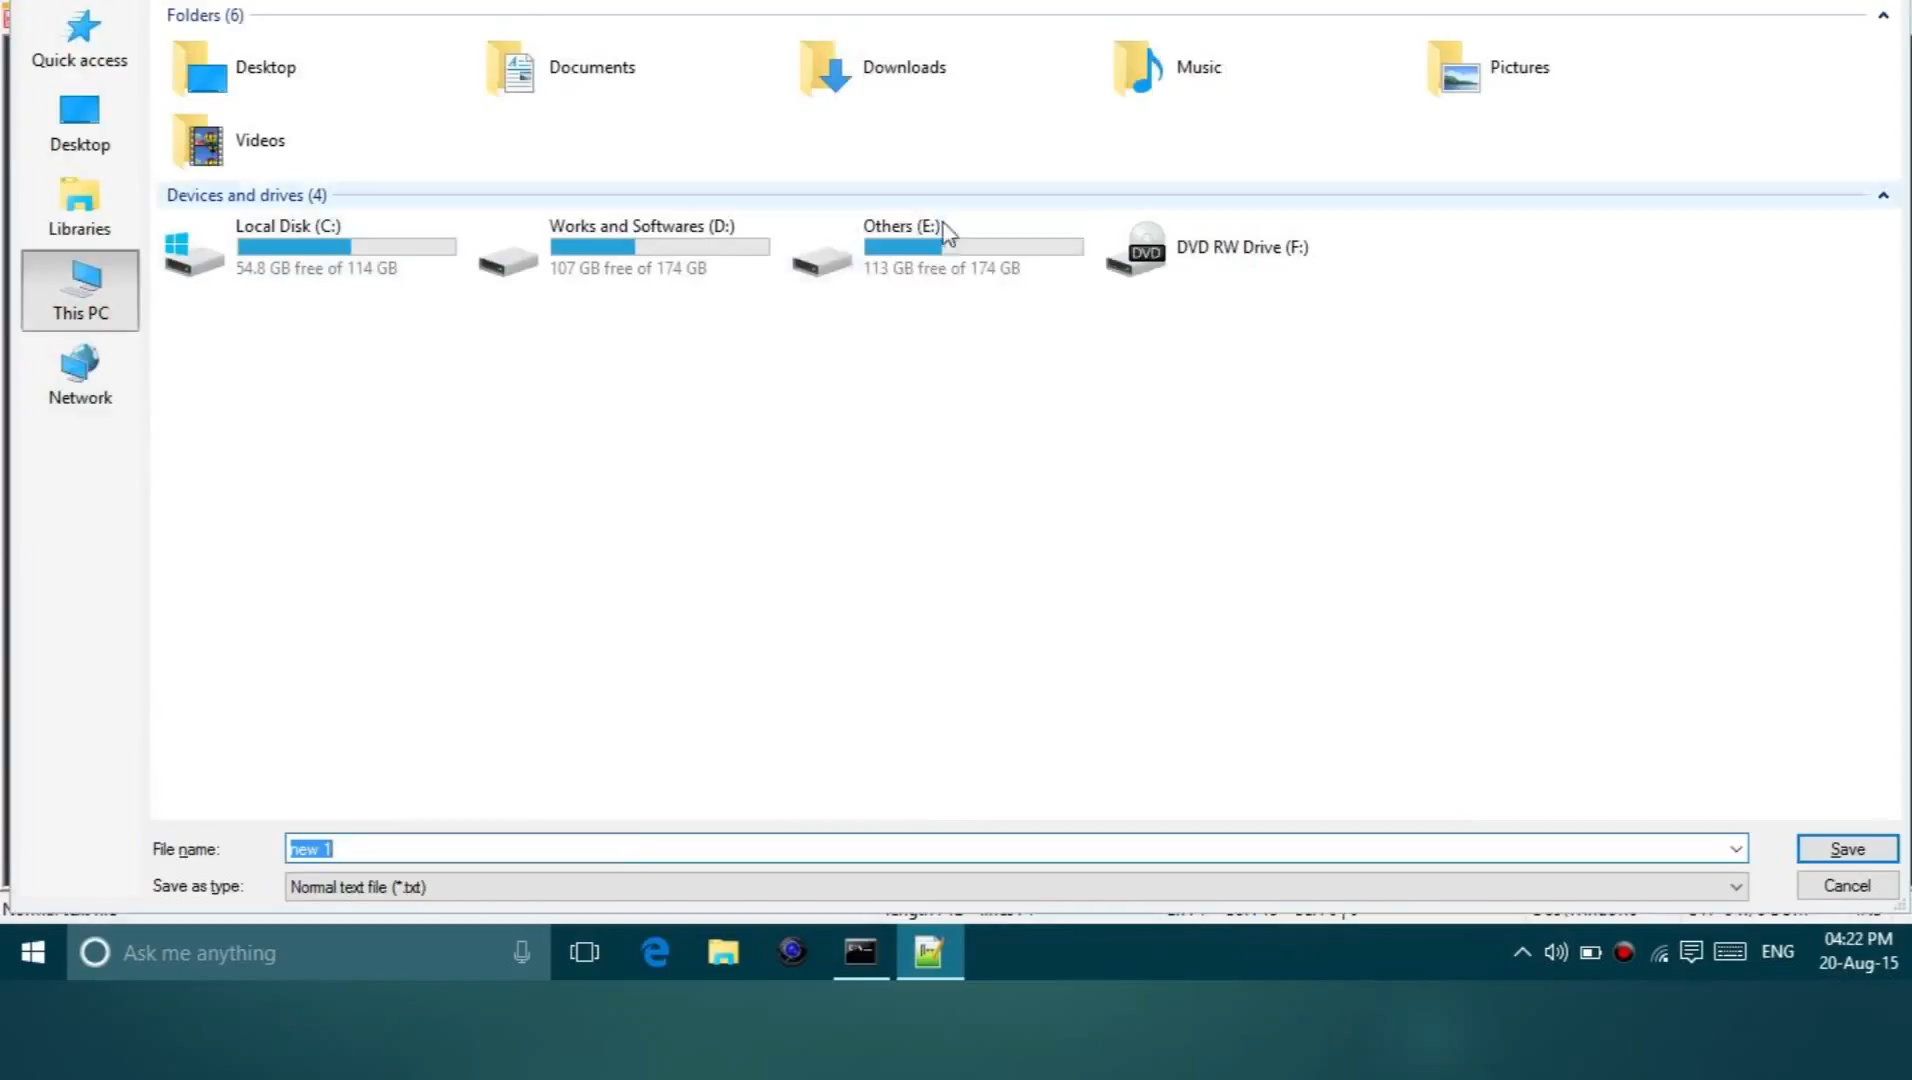 Folders (6)
Quick access
Desktop
Documents
Downloads
Music
Pictures
Desktop
Videos
Libraries
Devices and drives (4)
Local Disk (C:)
54.8 GB free of 114 GB
Works and Softwares (D:)
107 GB free of 174 GB
Others (E:)
113 GB free of 174 GB
DVD
DVD RW Drive (F:)
This PC
Network
File name:
new 1
Save
Save as type:
Normal text file (*.txt)
Cancel
Ask me anything
ENG
04:22 PM
20-Aug-15